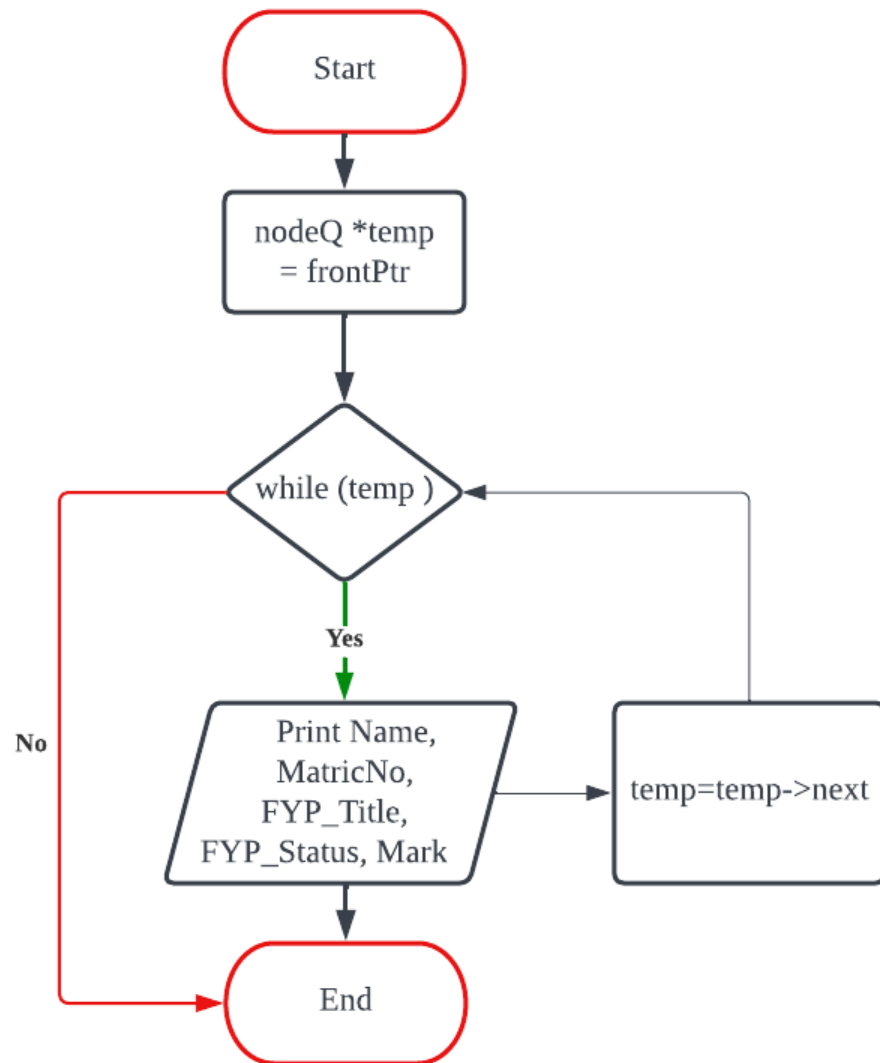 Start
nodeQ *temp
= frontPtr
while (temp )
Yes
No
Print Name,
MatricNo,
FYP_Title,
FYP_Status, Mark
temp=temp->next
End